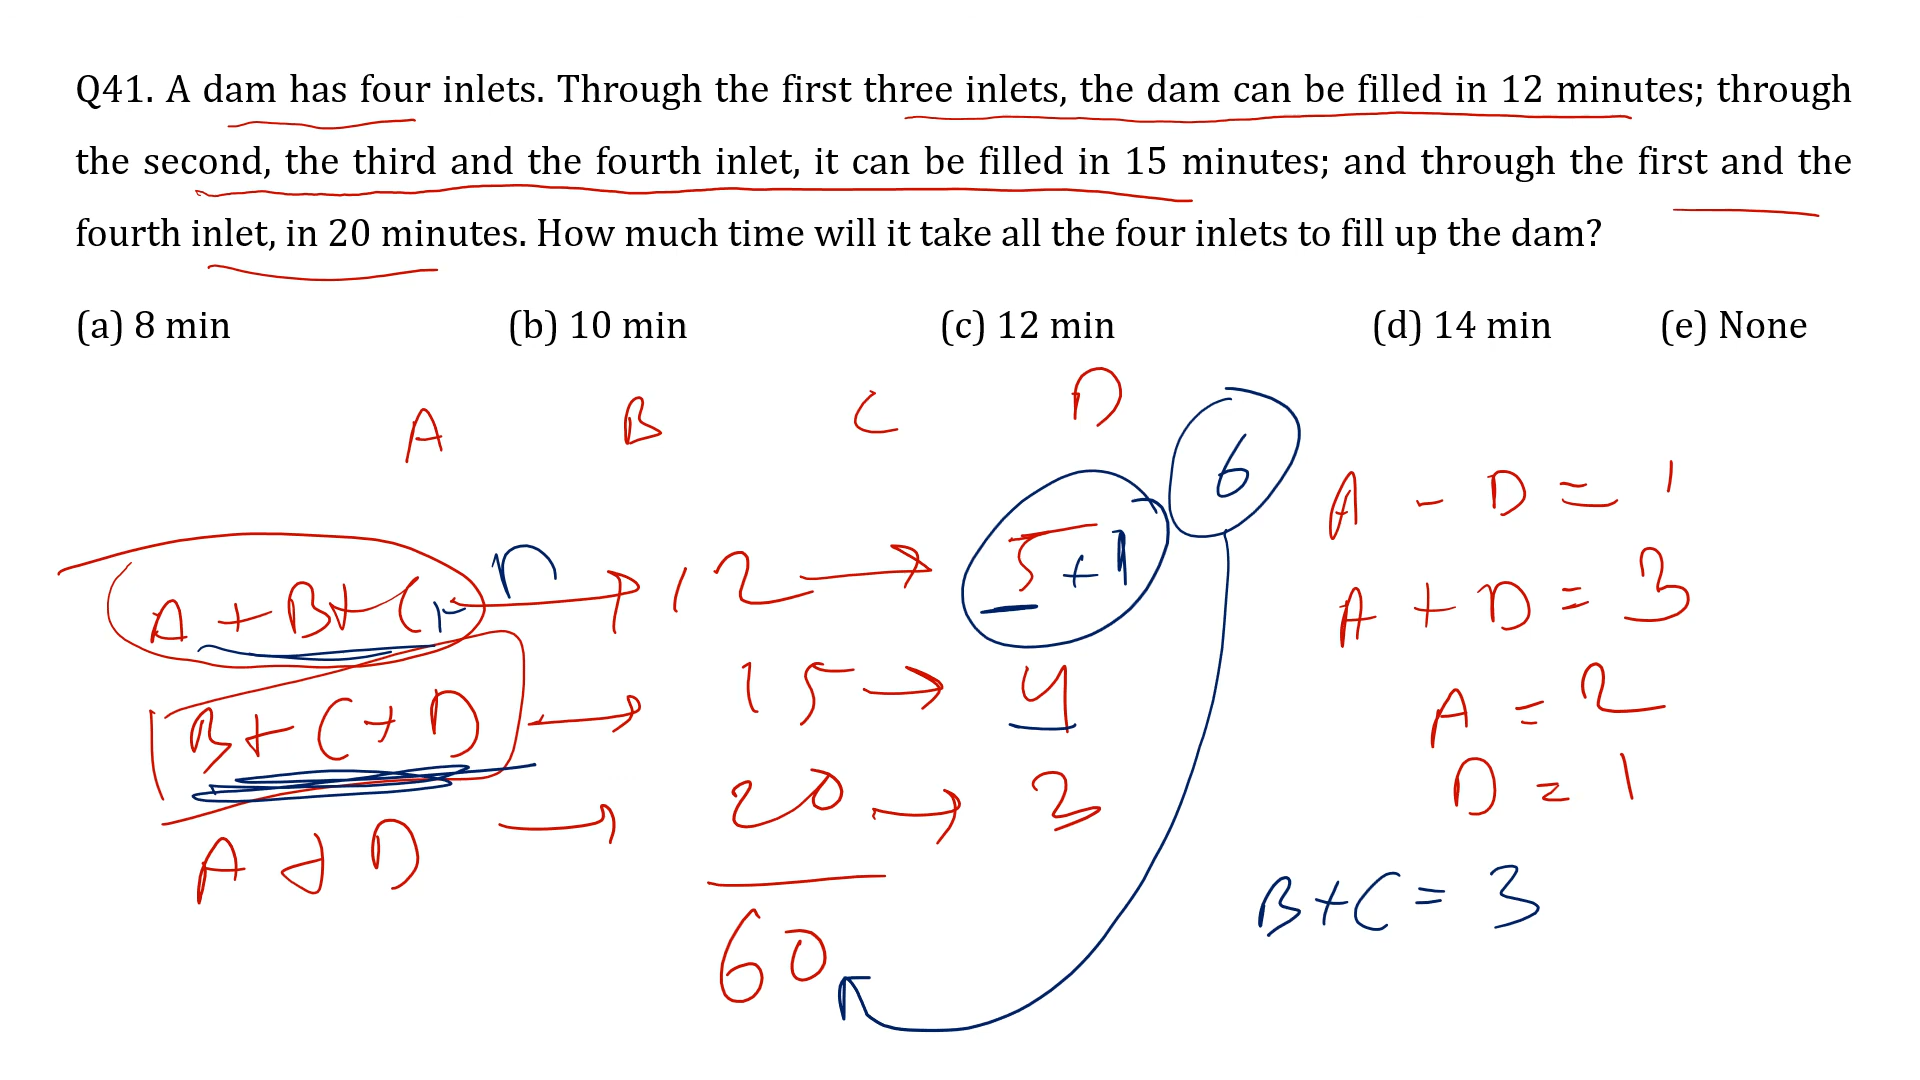 Q41. A dam has four inlets. Through the first three inlets, the dam can be filled in 12 minutes; through
the second, the third and the fourth inlet, it can be filled in 15 minutes; and through the first and the
fourth inlet, in 20 minutes. How much time will it take all the four inlets to fill up the dam?
(a) 8 min (b) 10 min (c) 12 min (d) 14 min (e) None
A B C D
6
A - D = 1
A+B+C+D → 12 → 5+1
A + D = 3
B+C+D → 15 → 4
A = 2
A+D → 20 → 3
D = 1
B+C = 3
60